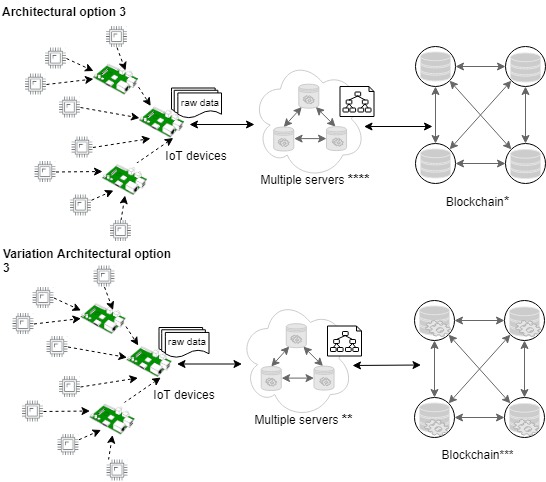 Architectural option 3
raw data
IoT devices
Multiple servers ****
Blockchain*
Variation Architectural option
3
raw data
IoT devices
Multiple servers **
Blockchain***